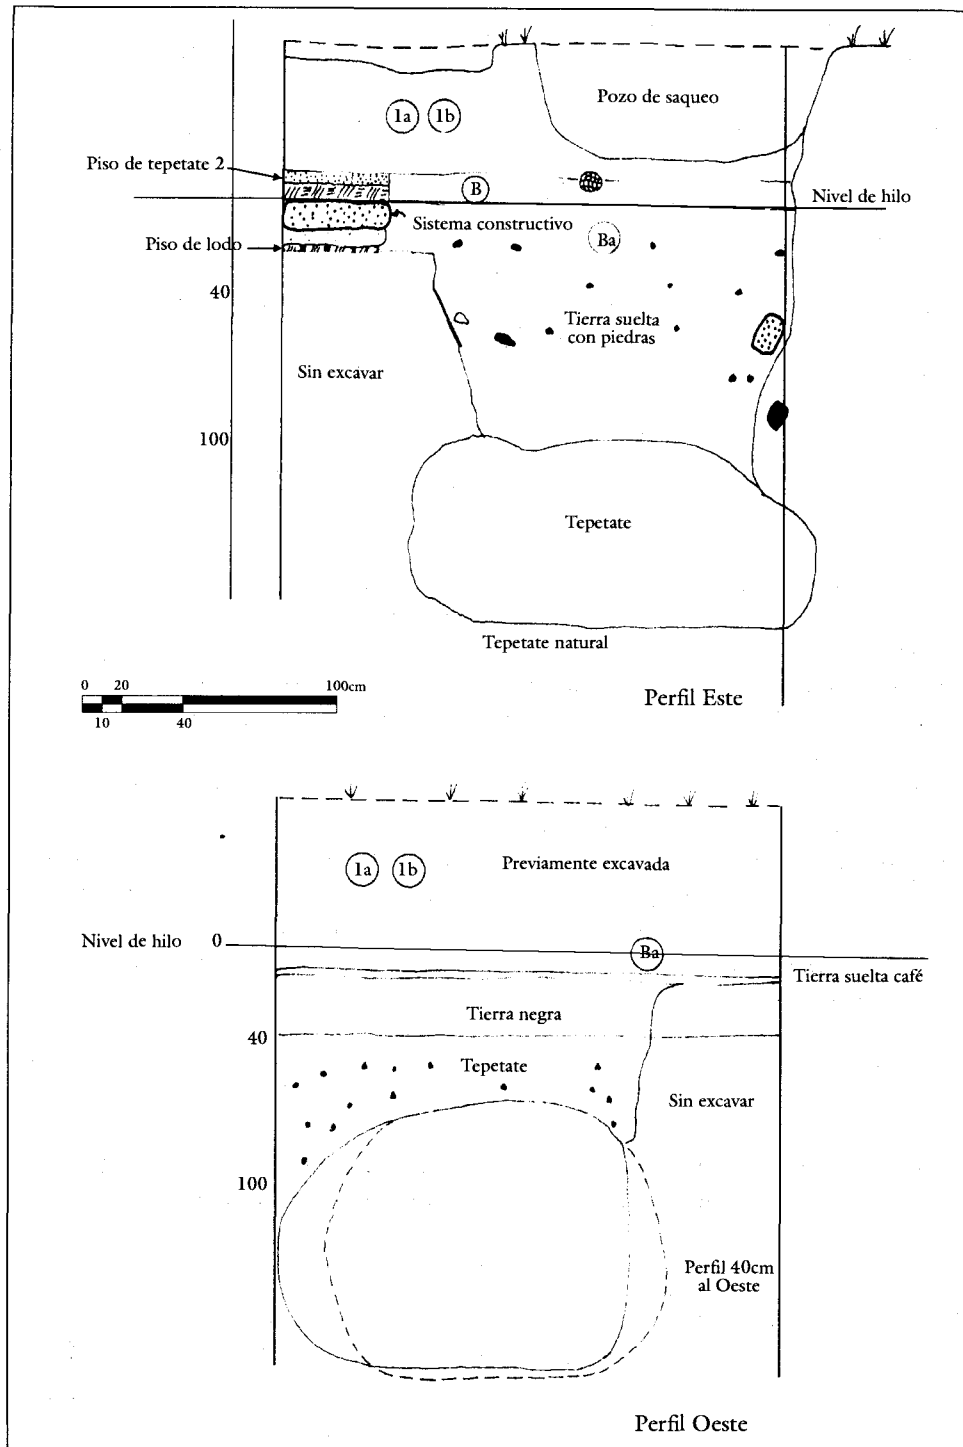 Pozo de saqueo
1a 1b
Piso de tepetate 2
B
Nivel de hilo
Sistema constructivo
Ba
Piso de lodo
40
Tierra suelta
con piedras
Sin excavar
100
Tepetate
Tepetate natural
0 20 100cm
10 40
Perfil Este
1a 1b
Previamente excavada
Nivel de hilo 0
Ba
Tierra suelta café
Tierra negra
40
Tepetate
Sin excavar
100
Perfil 40cm
al Oeste
Perfil Oeste